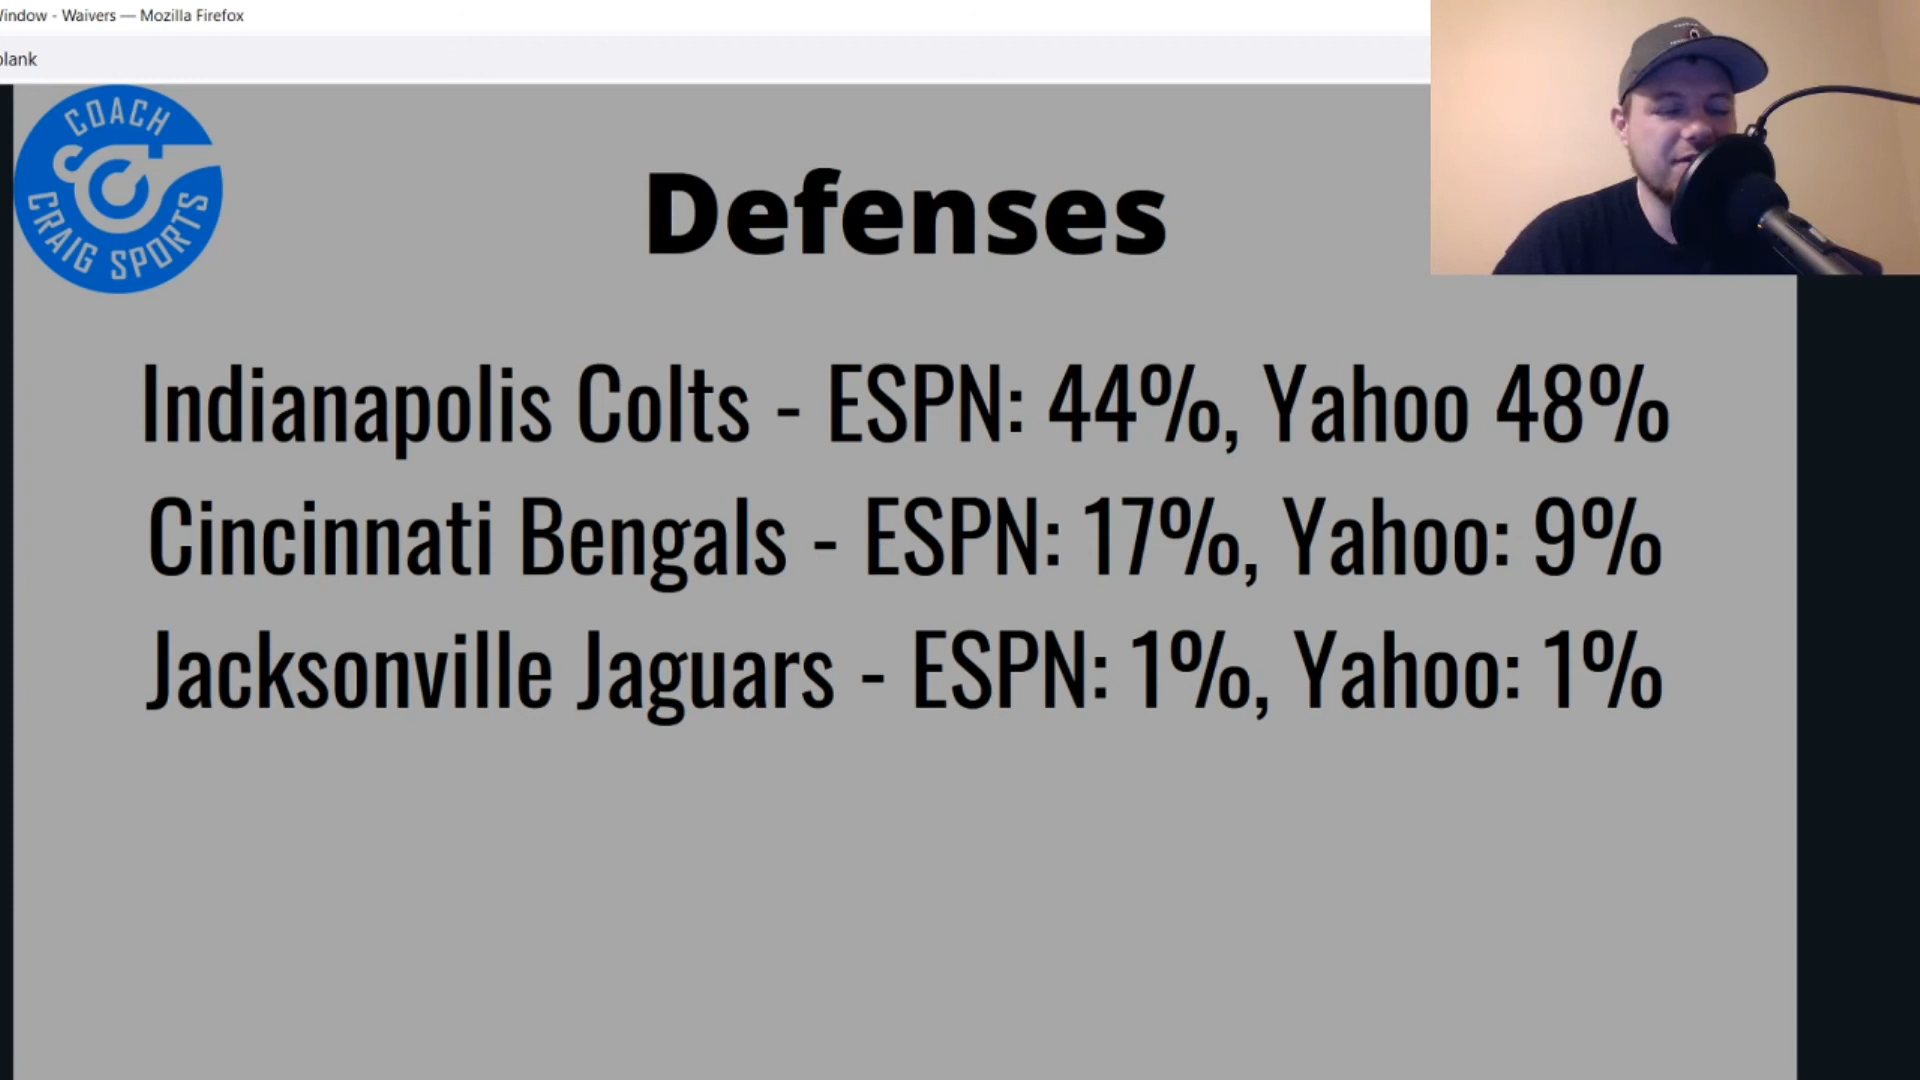 Window - Waivers — Mozilla Firefox
blank
COACH
CRAIG SPORTS
Defenses
Indianapolis Colts - ESPN: 44%, Yahoo 48%
Cincinnati Bengals - ESPN: 17%, Yahoo: 9%
Jacksonville Jaguars - ESPN: 1%, Yahoo: 1%